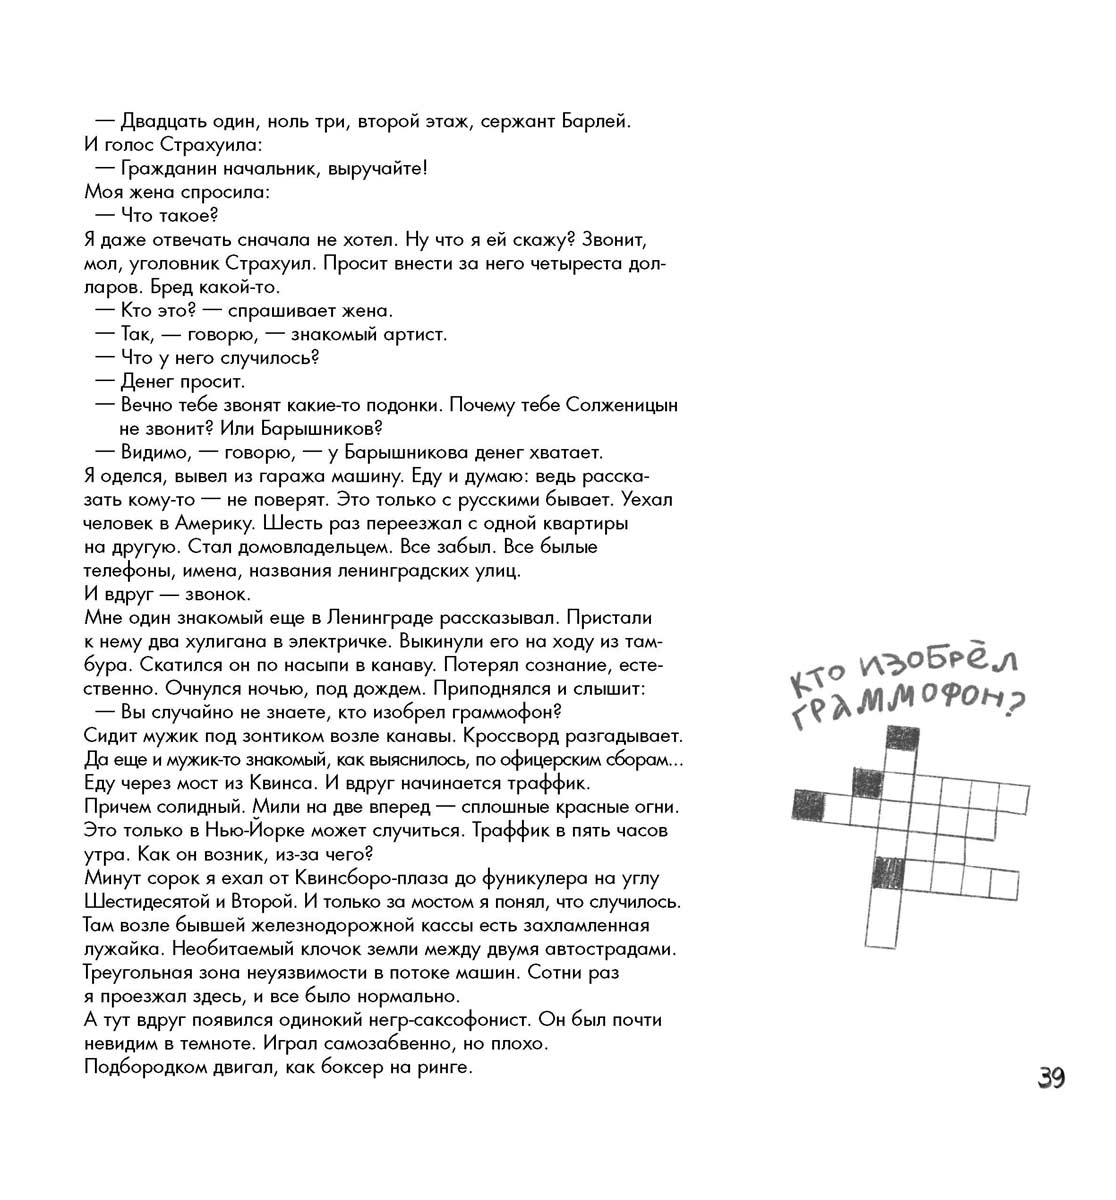 — Двадцать один, ноль три, второй этаж, сержант Барлей.
И голос Страхуила:
— Гражданин начальник, выручайте!
Моя жена спросила:
— Что такое?
Я даже отвечать сначала не хотел. Ну что я ей скажу? Звонит,
мол, уголовник Страхуил. Просит внести за него четыреста дол-
ларов. Бред какой-то.
— Кто это? — спрашивает жена.
— Так, — говорю, — знакомый артист.
— Что у него случилось?
— Денег просит.
— Вечно тебе звонят какие-то подонки. Почему тебе Солженицын
не звонит? Или Барышников?
— Видимо, — говорю, — у Барышникова денег хватает.
Я оделся, вывел из гаража машину. Еду и думаю: ведь расска-
зать кому-то — не поверят. Это только с русскими бывает. Уехал
человек в Америку. Шесть раз переезжал с одной квартиры
на другую. Стал домовладельцем. Все забыл. Все былые
телефоны, имена, названия ленинградских улиц.
И вдруг — звонок.
Мне один знакомый еще в Ленинграде рассказывал. Пристали
к нему два хулигана в электричке. Выкинули его на ходу из там-
бура. Скатился он по насыпи в канаву. Потерял сознание, есте-
ственно. Очнулся ночью, под дождем. Приподнялся и слышит:
— Вы случайно не знаете, кто изобрел граммофон?
Сидит мужик под зонтиком возле канавы. Кроссворд разгадывает.
Да еще и мужик-то знакомый, как выяснилось, по офицерским сборам...
Еду через мост из Квинса. И вдруг начинается траффик.
Причем солидный. Мили на две вперед — сплошные красные огни.
Это только в Нью-Йорке может случиться. Траффик в пять часов
утра. Как он возник, из-за чего?
Минут сорок я ехал от Квинсборо-плаза до фуникулера на углу
Шестидесятой и Второй. И только за мостом я понял, что случилось.
Там возле бывшей железнодорожной кассы есть захламленная
лужайка. Необитаемый клочок земли между двумя автострадами.
Треугольная зона неуязвимости в потоке машин. Сотни раз
я проезжал здесь, и все было нормально.
А тут вдруг появился одинокий негр-саксофонист. Он был почти
невидим в темноте. Играл самозабвенно, но плохо.
Подбородком двигал, как боксер на ринге.
КТО ИЗОБРЁЛ
ГРАММОФОН?
39